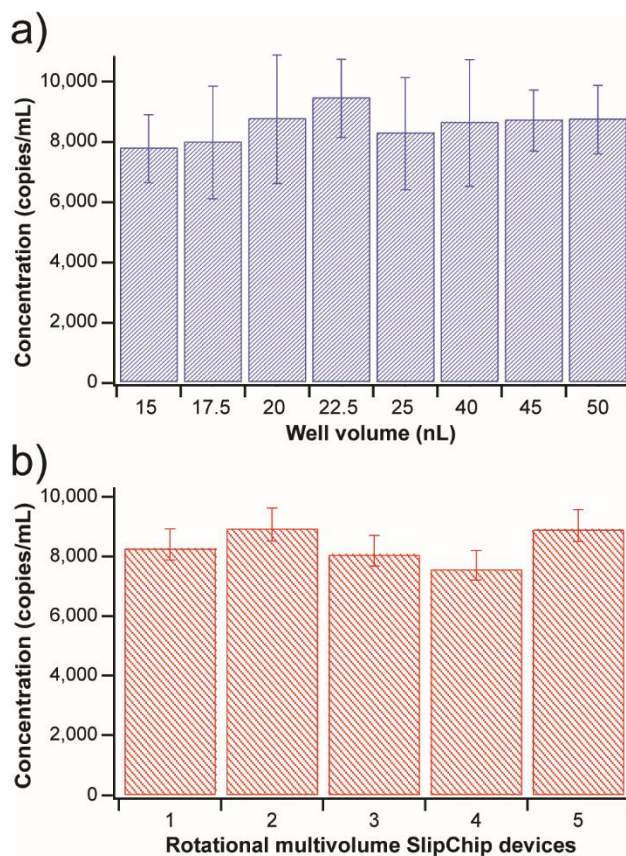 a)
Concentration (copies/mL)
10,000
8,000
6,000
4,000
2,000
0
15 17.5 20 22.5 25 40 45 50
Well volume (nL)
b)
Concentration (copies/mL)
10,000
8,000
6,000
4,000
2,000
0
1 2 3 4 5
Rotational multivolume SlipChip devices